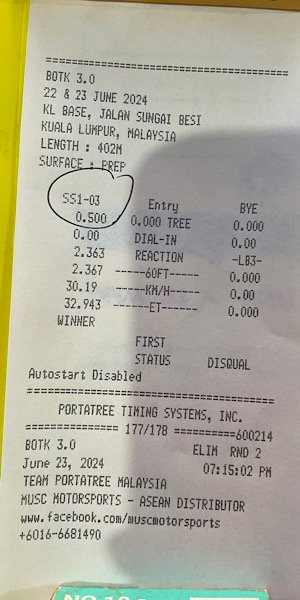 ========================================
BOTK 3.0
22 & 23 JUNE 2024
KL BASE, JALAN SUNGAI BESI
KUALA LUMPUR, MALAYSIA
LENGTH : 402M
SURFACE : PREP
SS1-03 Entry BYE
0.500 0.000 TREE 0.000
0.00 DIAL-IN 0.00
2.363 REACTION -LB3-
2.367 ------60FT----- 0.000
30.19 ------KM/H----- 0.00
32.943 -------ET------ 0.000
WINNER
FIRST
STATUS DISQUAL
Autostart Disabled
========================================
PORTATREE TIMING SYSTEMS, INC.
=============== 177/178 ==========600214
BOTK 3.0 ELIM RND 2
June 23, 2024 07:15:02 PM
TEAM PORTATREE MALAYSIA
MUSC MOTORSPORTS - ASEAN DISTRIBUTOR
www.facebook.com/muscmotorsports
+6016-6681490